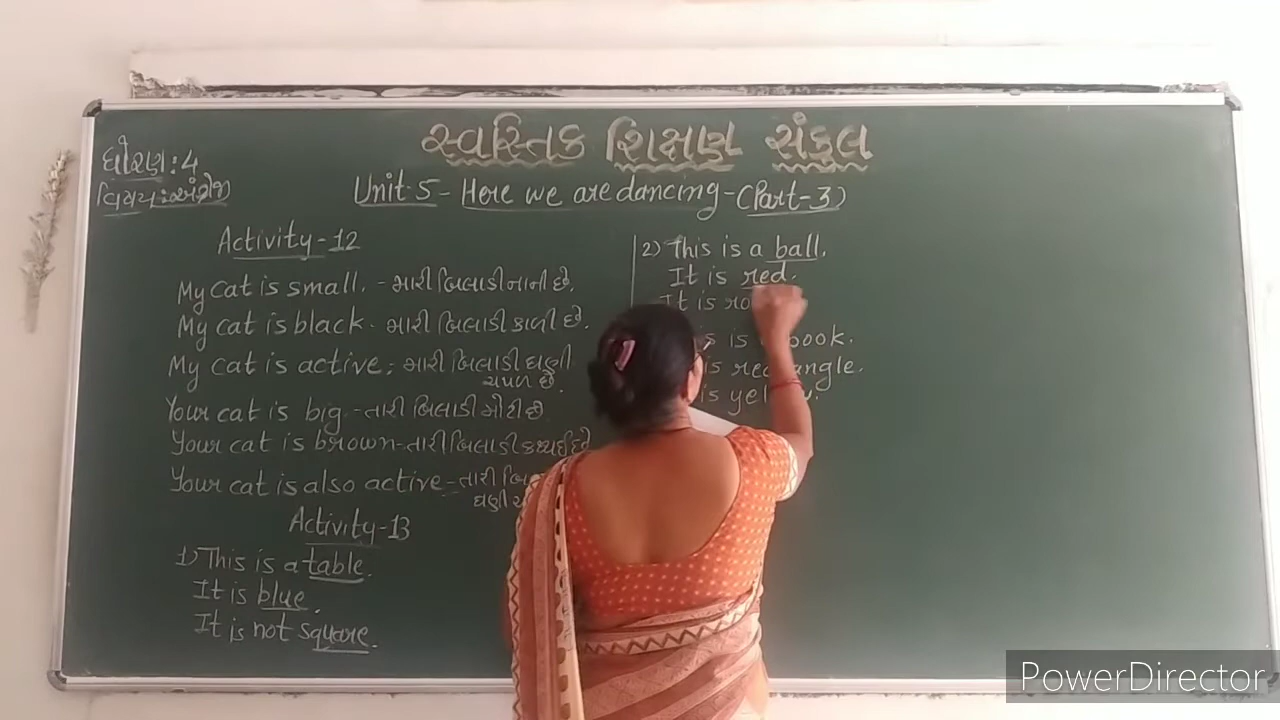 સ્વસ્તિક શિક્ષણ સંકુલ
ધોરણ: 4
વિષય: અંગ્રેજી
Unit-5 - Here we are dancing - (Part-3)
Activity-12
My cat is small. - મારી બિલાડી નાની છે.
My cat is black. - મારી બિલાડી કાળી છે.
My cat is active: મારી બિલાડી ઘણી
ચપળ છે.
Your cat is big - તારી બિલાડી મોટી છે.
Your cat is brown - તારી બિલાડી કથ્થઈ છે
Your cat is also active - તારી
ઘણી
Activity-13
1) This is a table.
It is blue.
It is not square.
2) This is a ball.
It is red.
It is
is book.
is
is
PowerDirector